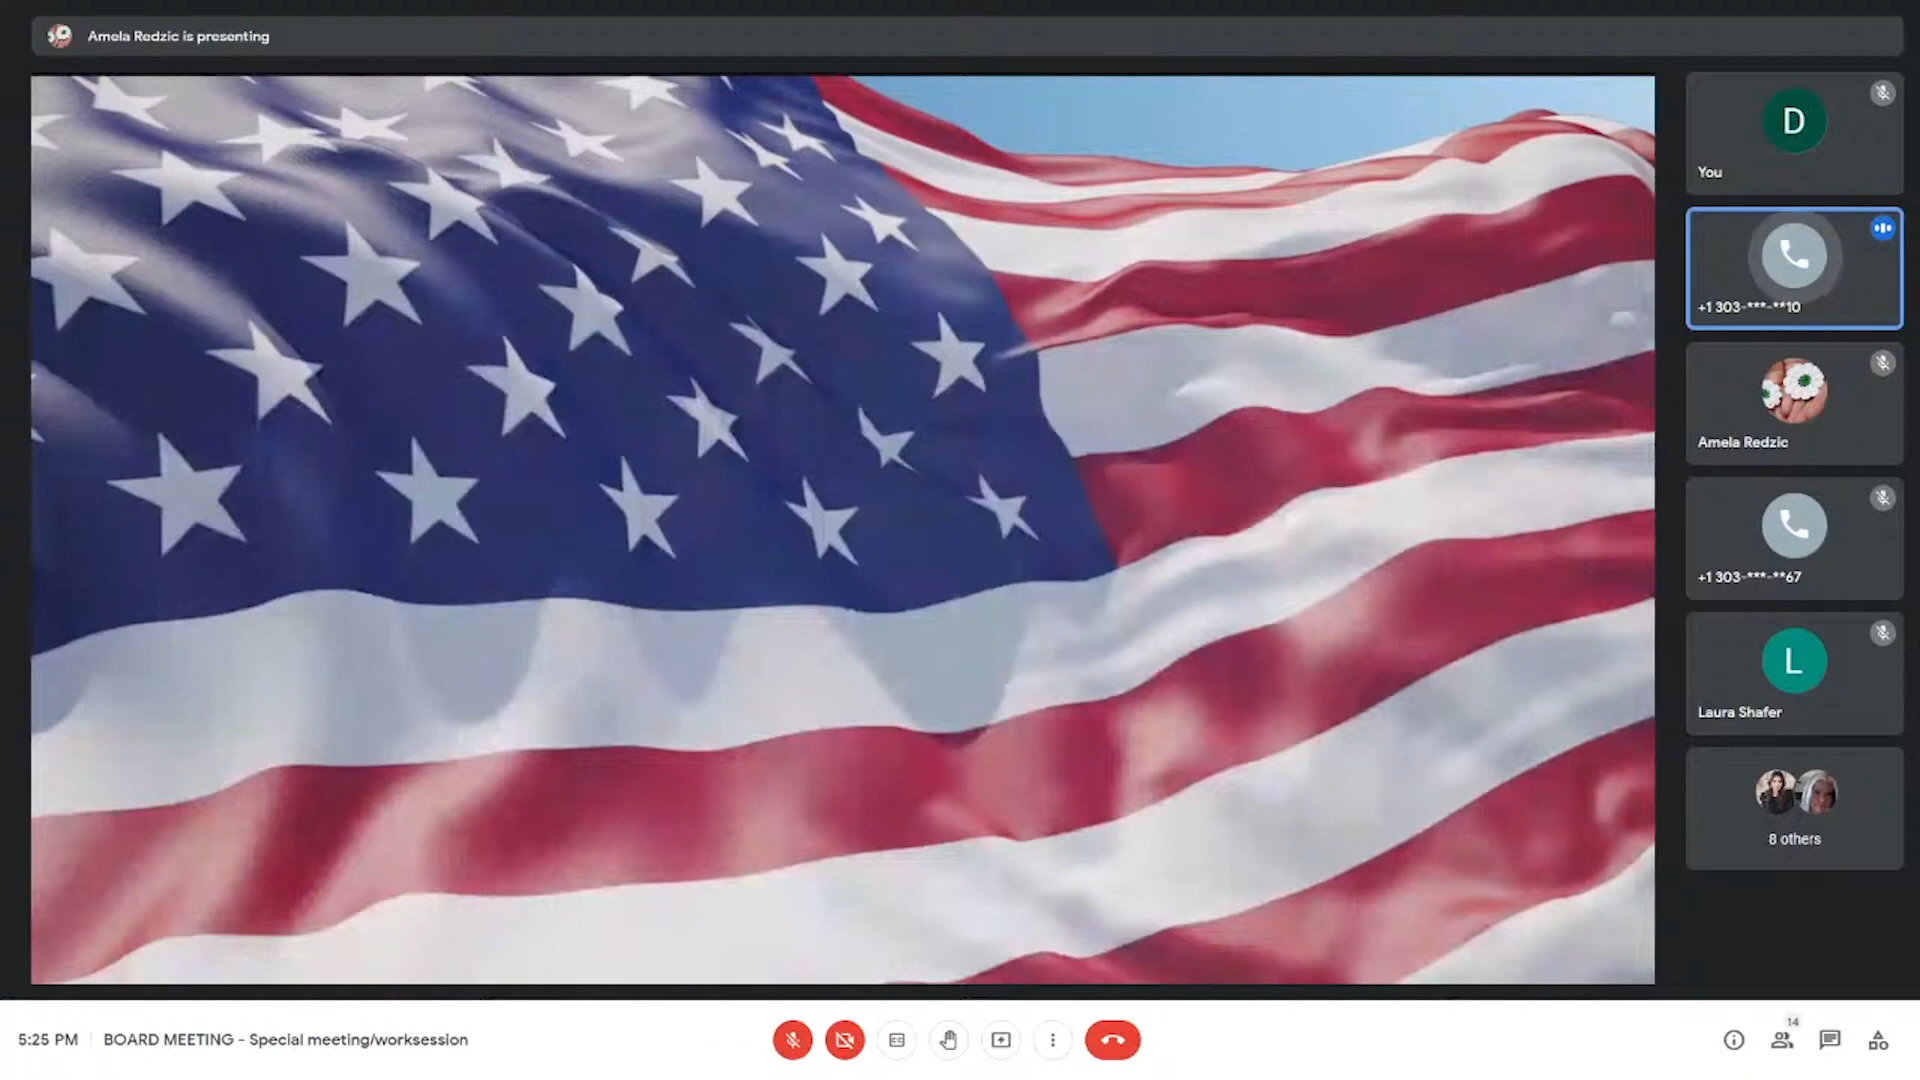 Amela Redzic is presenting
D
You
+1 303-***-**10
Amela Redzic
+1 303-***-**67
L
Laura Shafer
8 others
5:25 PM
BOARD MEETING - Special meeting/worksession
14